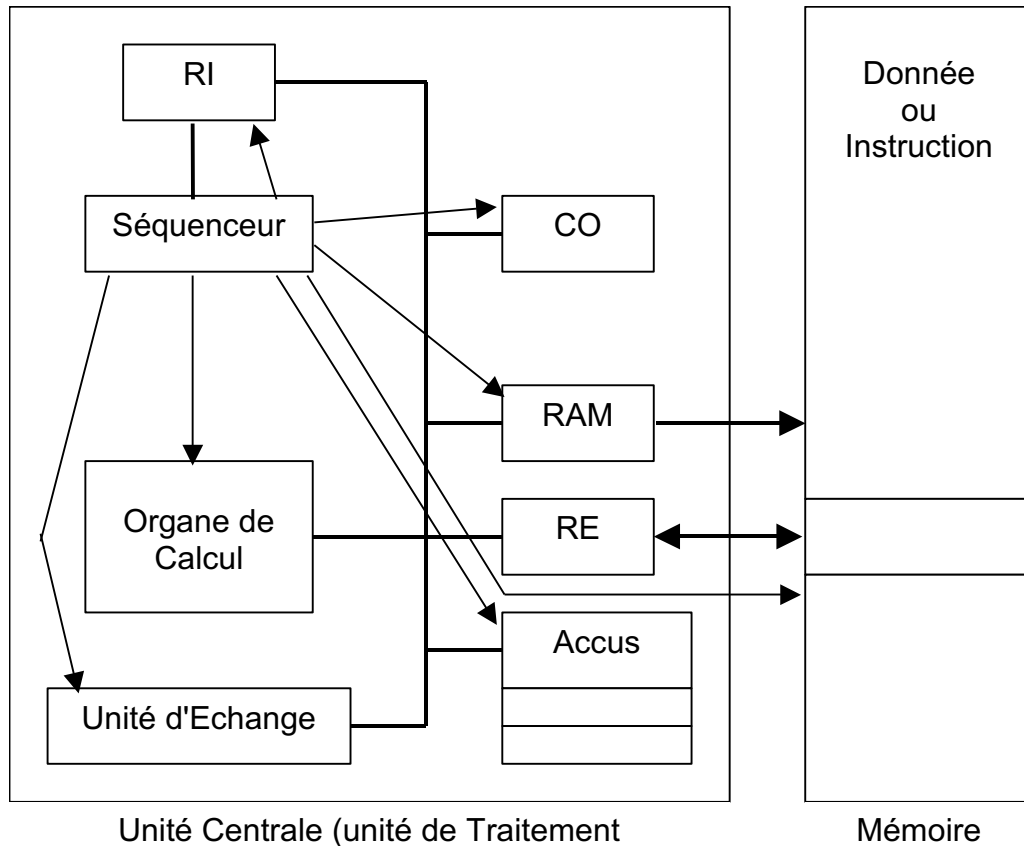 RI
Donnée
ou
Instruction
Séquenceur
CO
RAM
Organe de
Calcul
RE
Accus
Unité d'Echange
Unité Centrale (unité de Traitement
Mémoire